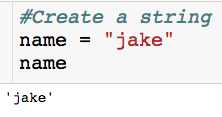 #Create a string
name = "jake"
name
'jake'